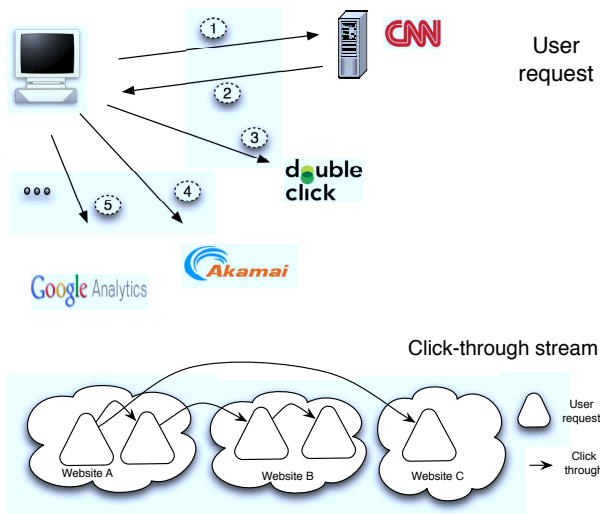 1
CNN
User
request
2
3
double
click
4
5
Akamai
Google Analytics
Click-through stream
User
request
Website A
Website B
Website C
Click
through